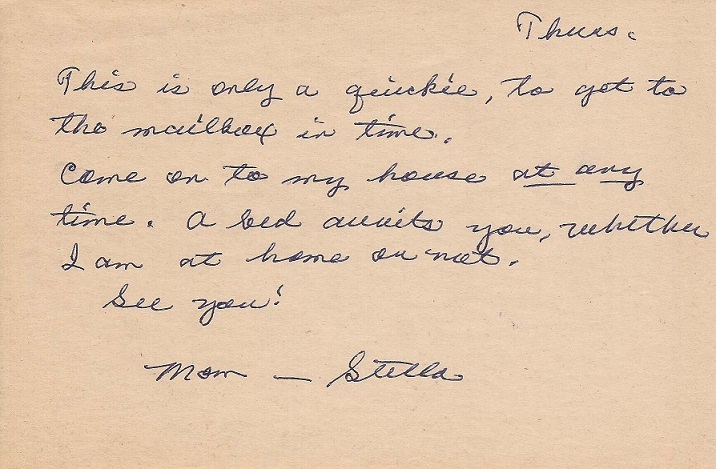 Thurs.
This is only a quickie, to get to
the mailbox in time.
Come on to my house at any
time. A bed awaits you, whether
I am at home or not.
See you!
Mom — Stella